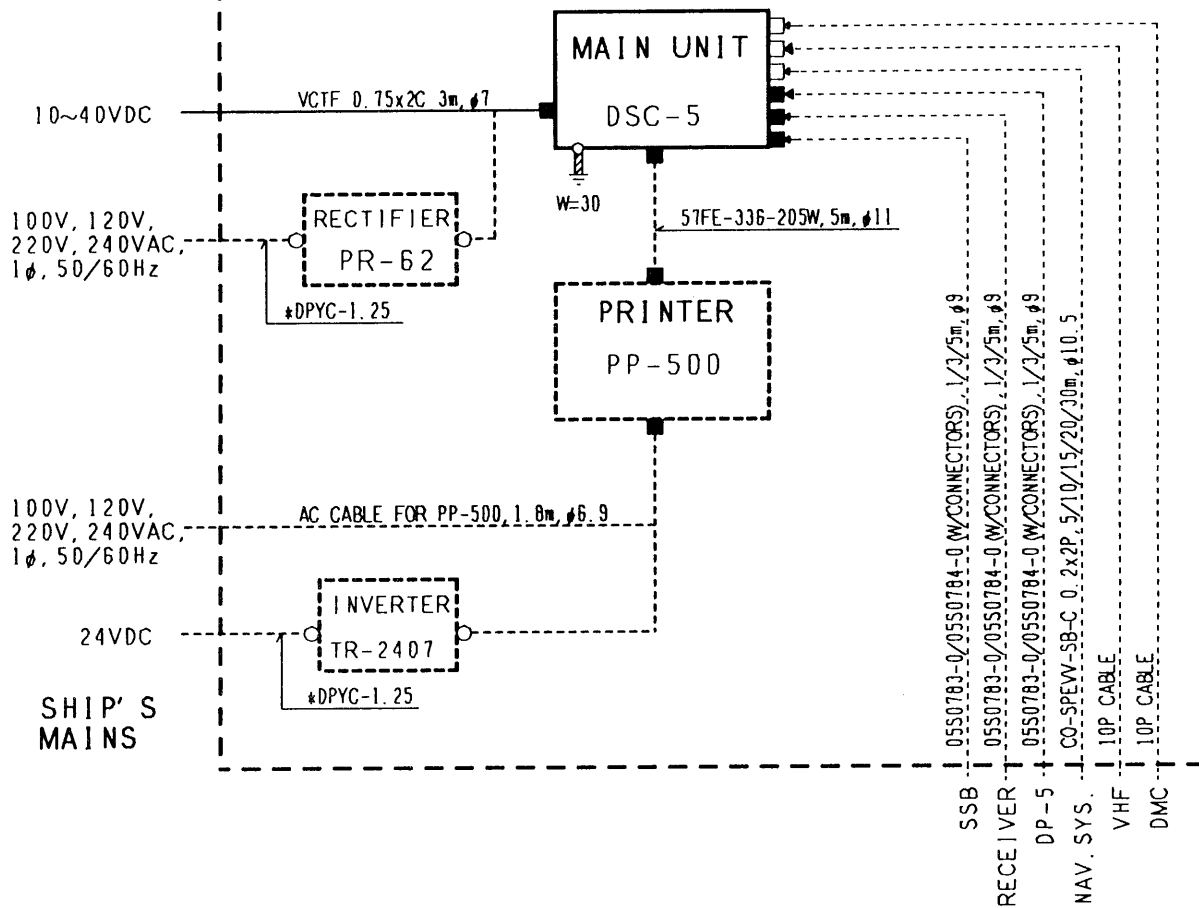 MAIN UNIT
DSC-5
10~40VDC
VCTF 0.75x2C 3m, φ7
W=30
100V, 120V,
220V, 240VAC,
1φ, 50/60Hz
RECTIFIER
PR-62
*DPYC-1.25
57FE-336-205W, 5m, φ11
PRINTER
PP-500
100V, 120V,
220V, 240VAC,
1φ, 50/60Hz
AC CABLE FOR PP-500, 1.8m, φ6.9
24VDC
INVERTER
TR-2407
*DPYC-1.25
SHIP'S
MAINS
05S0783-0/05S0784-0 (W/CONNECTORS), 1/3/5m, φ9
05S0783-0/05S0784-0 (W/CONNECTORS), 1/3/5m, φ9
05S0783-0/05S0784-0 (W/CONNECTORS), 1/3/5m, φ9
CO-SPEVV-SB-C 0.2x2P, 5/10/15/20/30m, φ10.5
10P CABLE
10P CABLE
SSB
RECEIVER
DP-5
NAV. SYS.
VHF
DMC